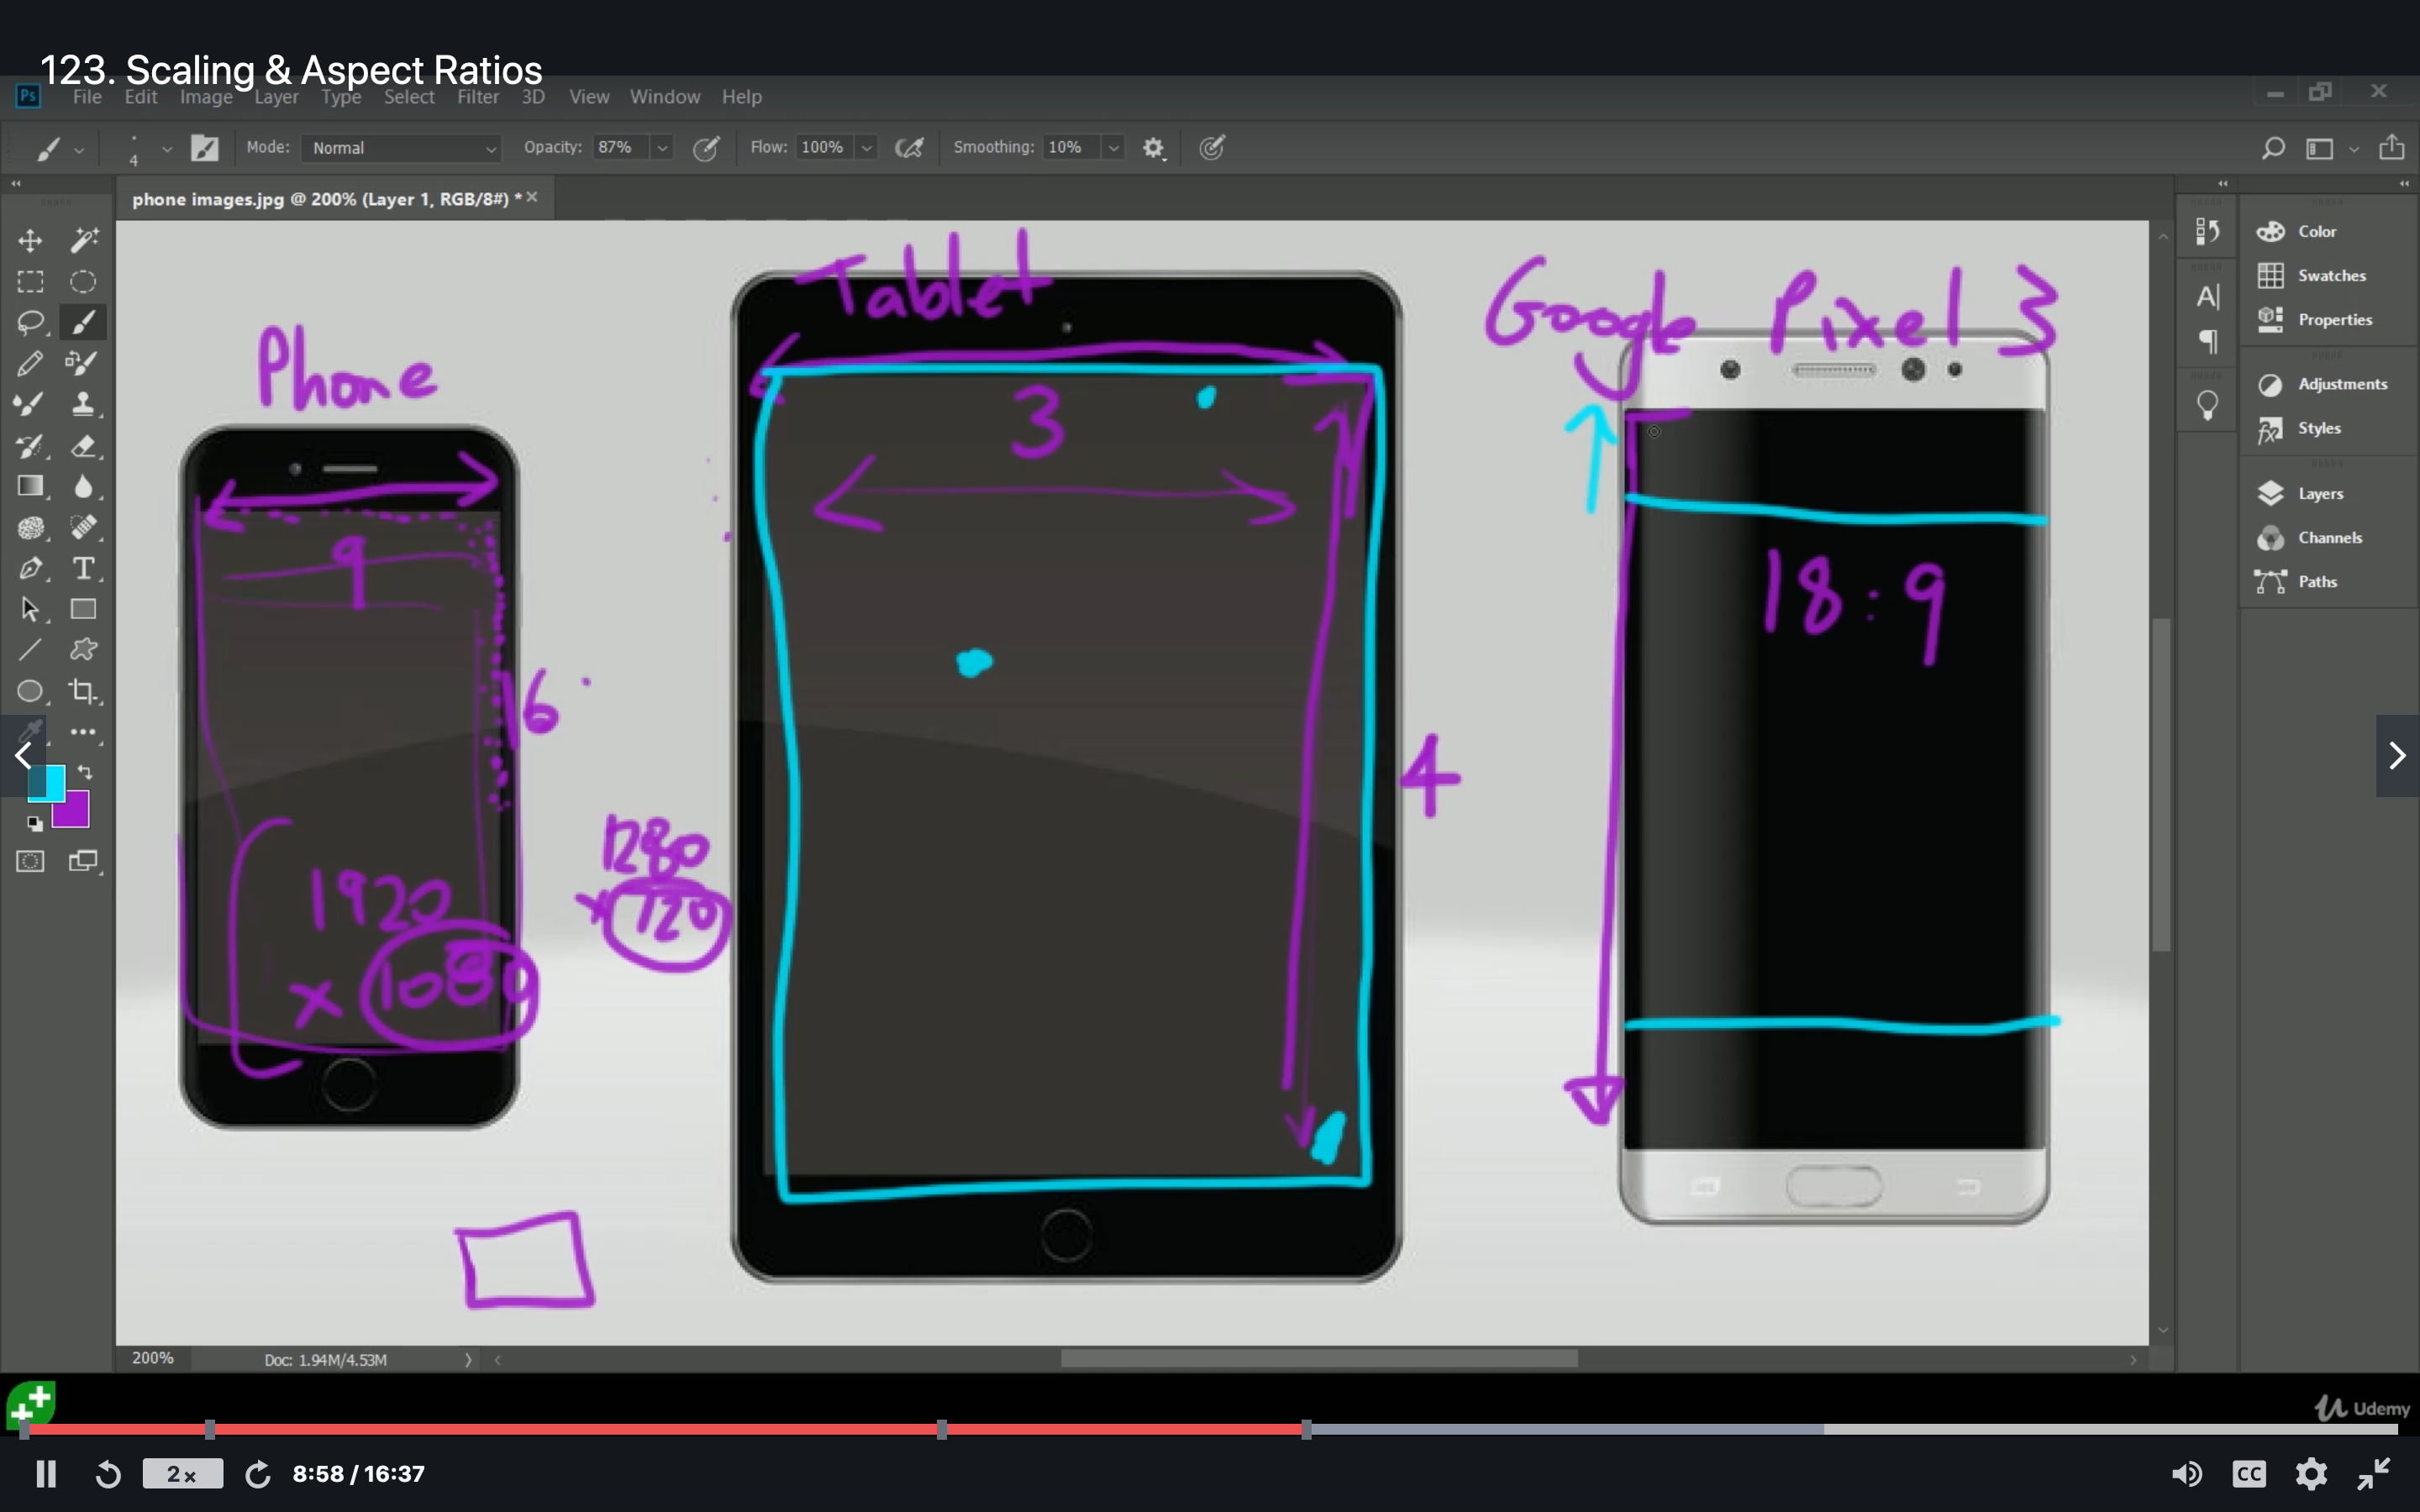 123. Scaling & Aspect Ratios
Ps File Edit Image Layer Type Select Filter 3D View Window Help
4 Mode: Normal Opacity: 87% Flow: 100% Smoothing: 10%
phone images.jpg @ 200% (Layer 1, RGB/8#) *
Tablet
Google Pixel 3
Phone
3
9
18:9
16
4
1280
x 720
1920
x 1080
Color
Swatches
Properties
Adjustments
Styles
Layers
Channels
Paths
200% Doc: 1.94M/4.53M
Udemy
2x 8:58 / 16:37 CC